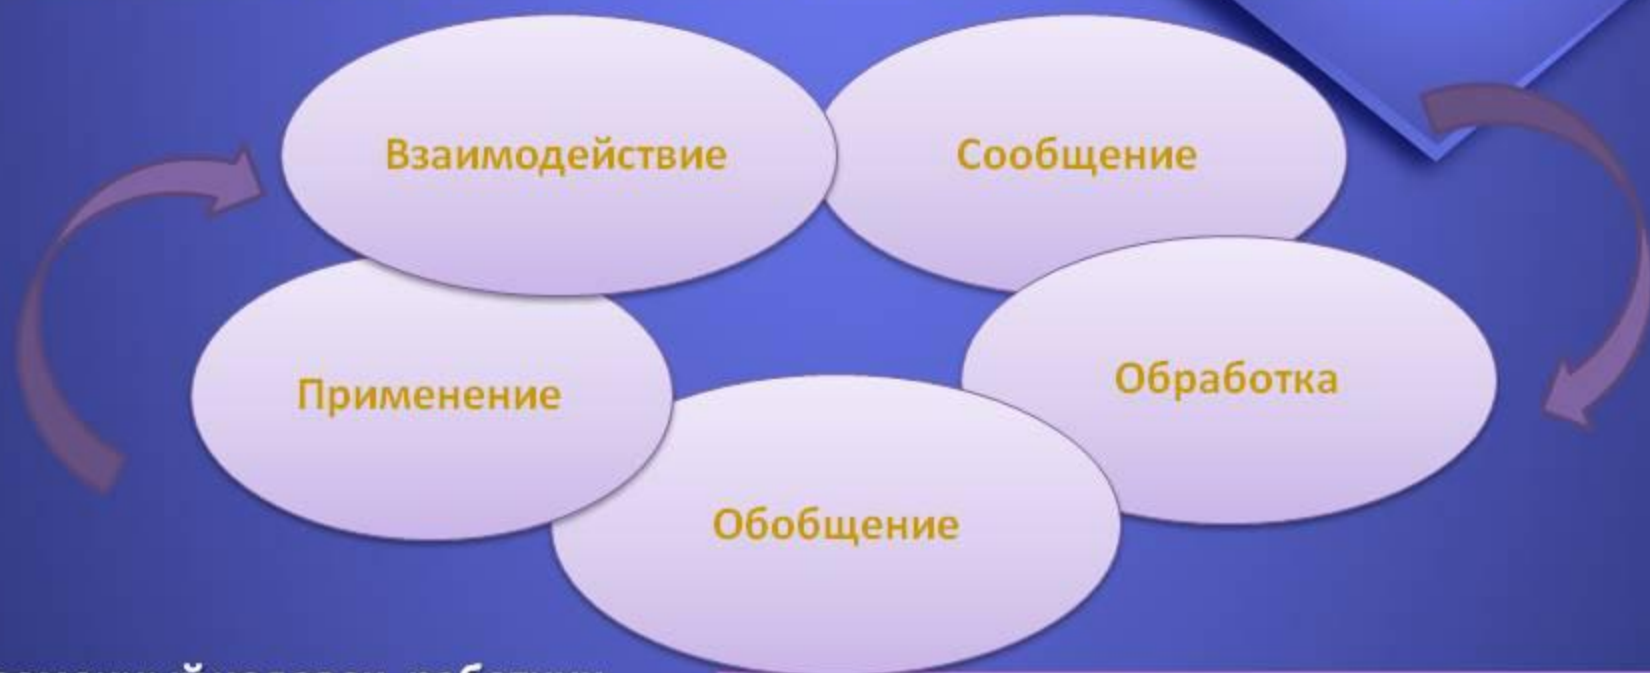 Взаимодействие
Сообщение
Применение
Обработка
Обобщение